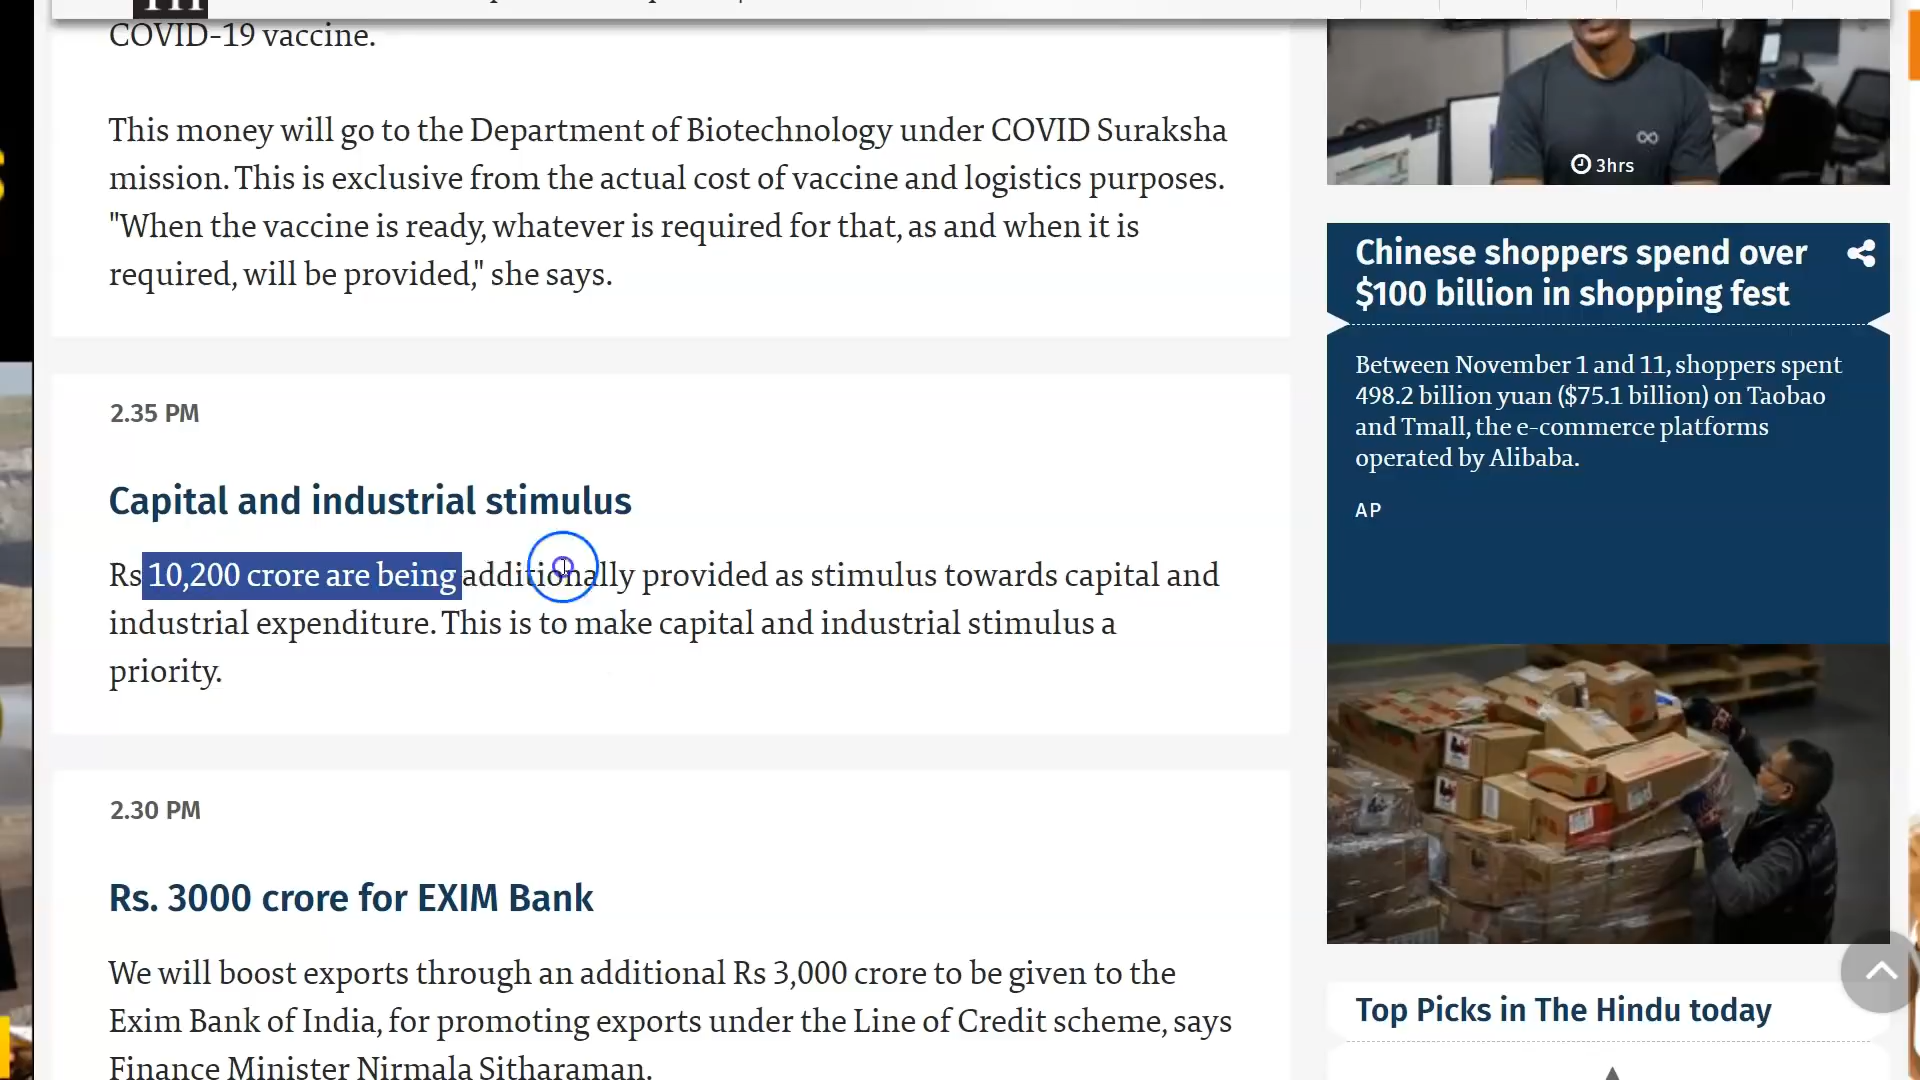 COVID-19 vaccine.
This money will go to the Department of Biotechnology under COVID Suraksha
mission. This is exclusive from the actual cost of vaccine and logistics purposes.
"When the vaccine is ready, whatever is required for that, as and when it is
required, will be provided," she says.
2.35 PM
Capital and industrial stimulus
Rs 10,200 crore are being additionally provided as stimulus towards capital and
industrial expenditure. This is to make capital and industrial stimulus a
priority.
2.30 PM
Rs. 3000 crore for EXIM Bank
We will boost exports through an additional Rs 3,000 crore to be given to the
Exim Bank of India, for promoting exports under the Line of Credit scheme, says
Finance Minister Nirmala Sitharaman.
3hrs
Chinese shoppers spend over
$100 billion in shopping fest
Between November 1 and 11, shoppers spent
498.2 billion yuan ($75.1 billion) on Taobao
and Tmall, the e-commerce platforms
operated by Alibaba.
AP
Top Picks in The Hindu today